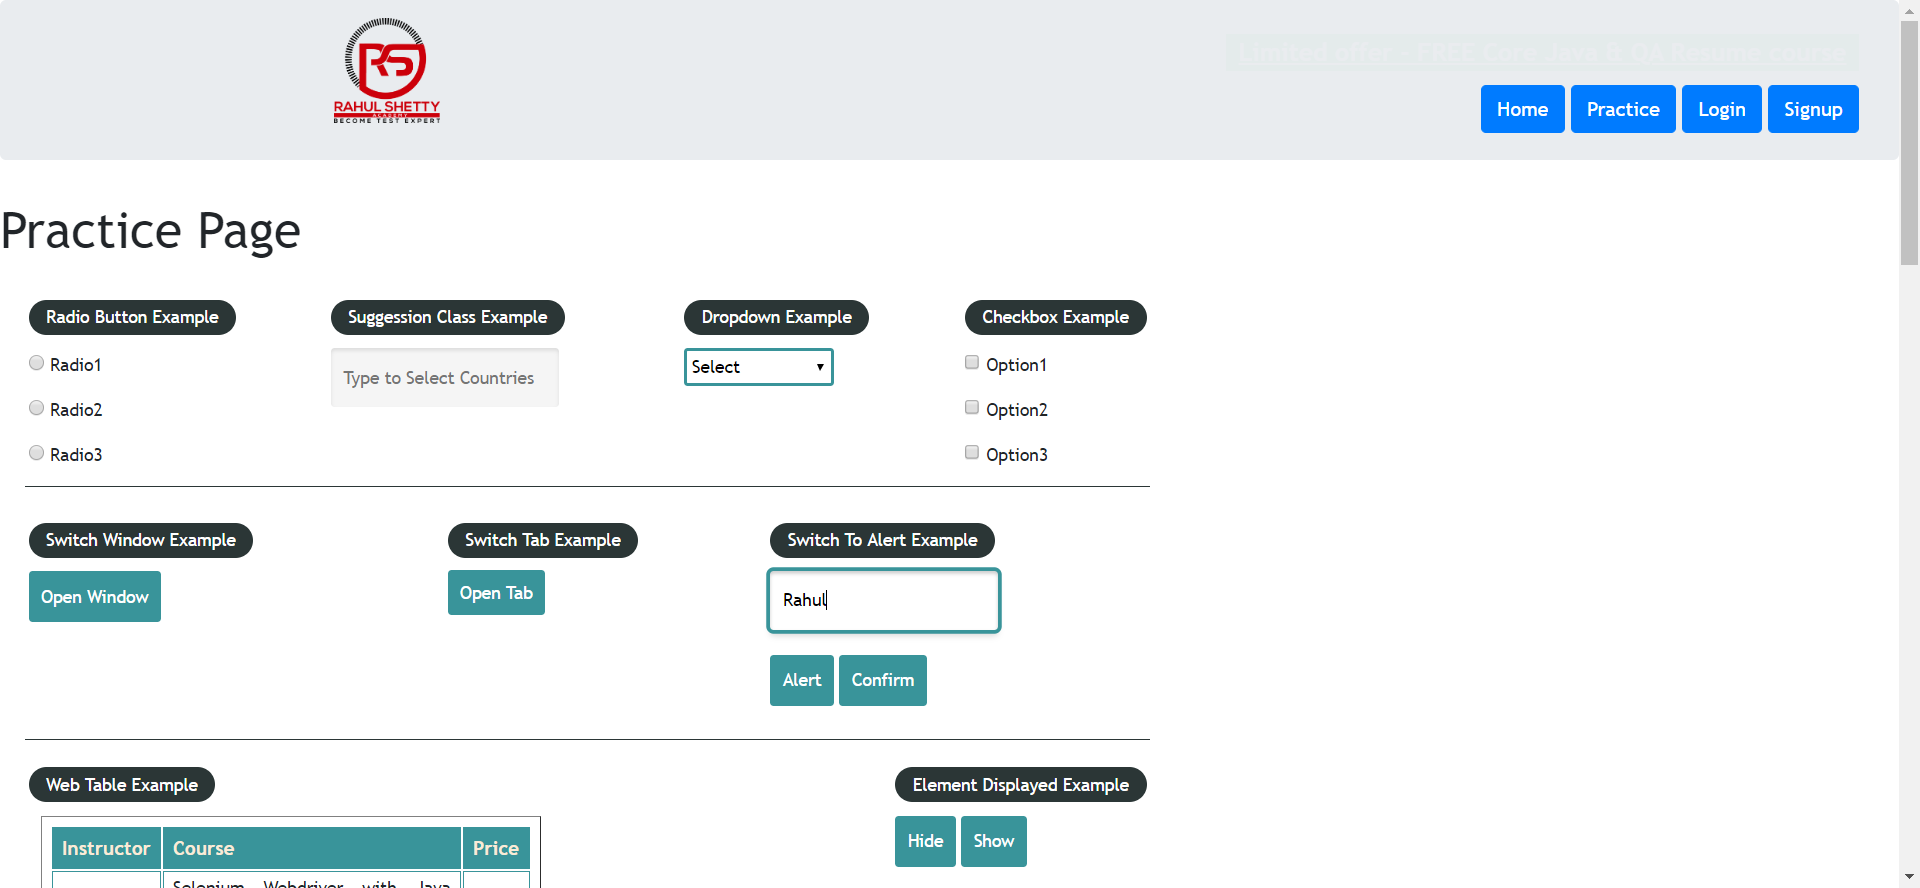 RAHUL SHETTY
ACADEMY
BECOME TEST EXPERT
Limited offer - FREE Core Java & QA Resume course
Home Practice Login Signup
Practice Page
Radio Button Example Suggession Class Example Dropdown Example Checkbox Example
Radio1 Type to Select Countries Select Option1
Radio2 Option2
Radio3 Option3
Switch Window Example Switch Tab Example Switch To Alert Example
Open Window Open Tab Rahul
Alert Confirm
Web Table Example Element Displayed Example
Hide Show
Instructor Course Price
Selenium Webdriver with Java